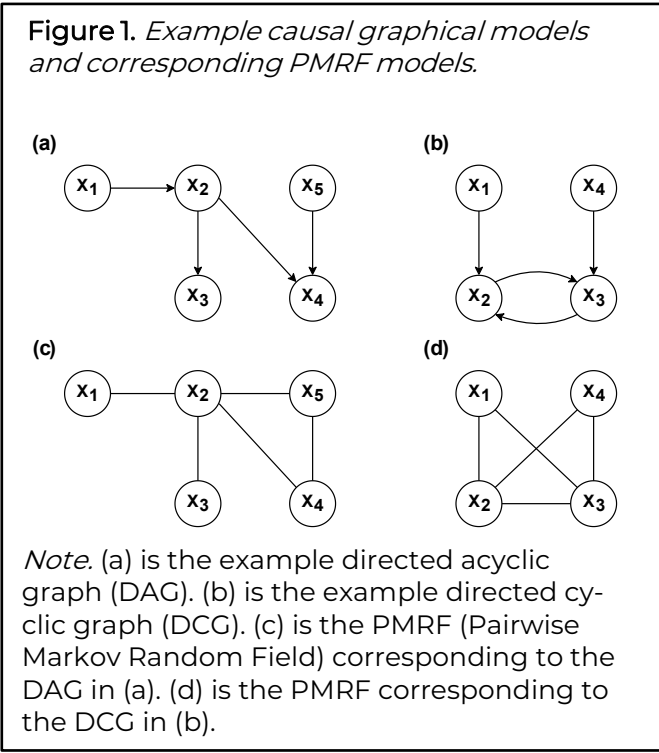 Figure 1. Example causal graphical models
and corresponding PMRF models.
(a)
(b)
X1 X2 X5
X1 X4
X3 X4
X2 X3
(c)
(d)
X1 X2 X5
X1 X4
X3 X4
X2 X3
Note. (a) is the example directed acyclic
graph (DAG). (b) is the example directed cy-
clic graph (DCG). (c) is the PMRF (Pairwise
Markov Random Field) corresponding to the
DAG in (a). (d) is the PMRF corresponding to
the DCG in (b).